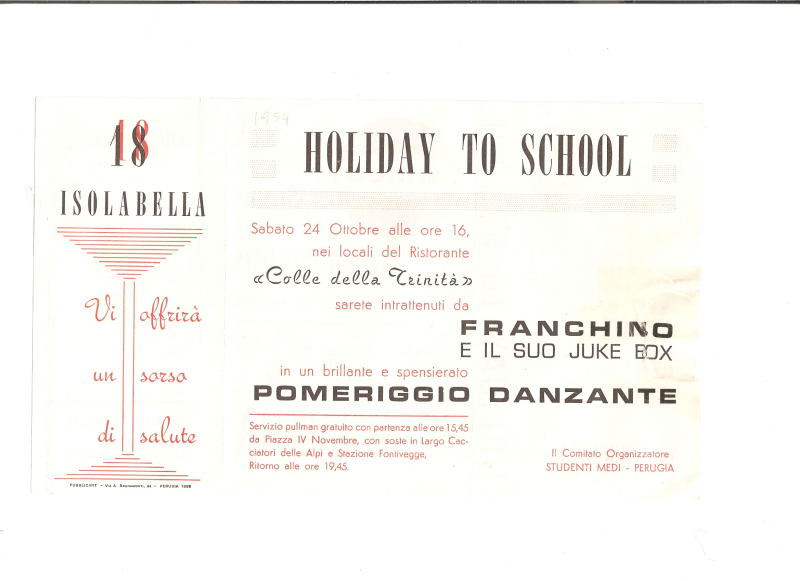 18
ISOLABELLA
Vi offrirà
un sorso
di salute
1959
HOLIDAY TO SCHOOL
Sabato 24 Ottobre alle ore 16,
nei locali del Ristorante
«Colle della Trinità»
sarete intrattenuti da
FRANCHINO
E IL SUO JUKE BOX
in un brillante e spensierato
POMERIGGIO DANZANTE
Servizio pullman gratuito con partenza alle ore 15,45
da Piazza IV Novembre, con soste in Largo Cac-
ciatori delle Alpi e Stazione Fontivegge,
Ritorno alle ore 19,45.
Il Comitato Organizzatore
STUDENTI MEDI - PERUGIA
PUBBLICART - VIA A.